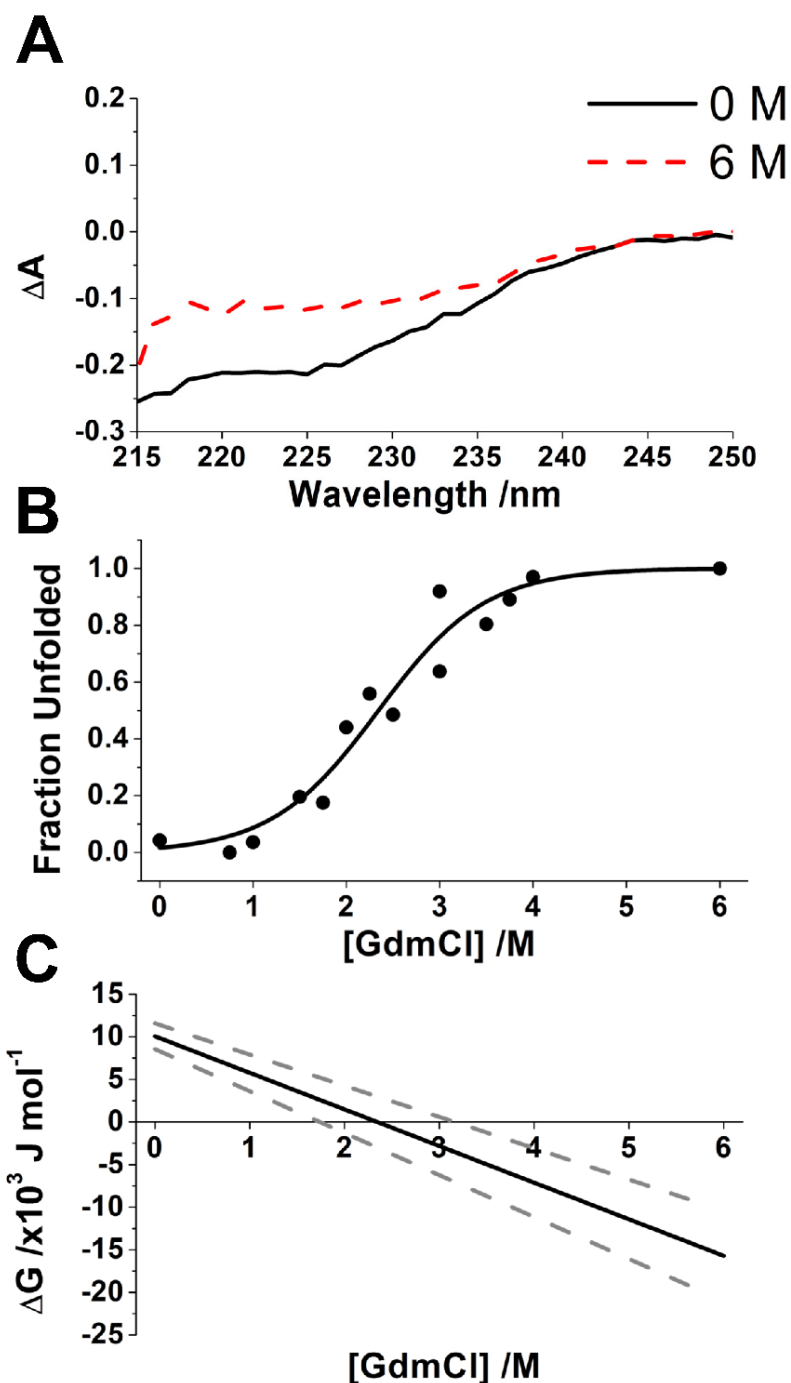 A
0 M
6 M
0.2
0.1
0.0
-0.1
-0.2
-0.3
ΔA
215 220 225 230 235 240 245 250
Wavelength /nm
B
1.0
0.8
0.6
0.4
0.2
0.0
Fraction Unfolded
0 1 2 3 4 5 6
[GdmCl] /M
C
15
10
5
0
-5
-10
-15
-20
-25
ΔG /x10³ J mol⁻¹
0 1 2 3 4 5 6
[GdmCl] /M